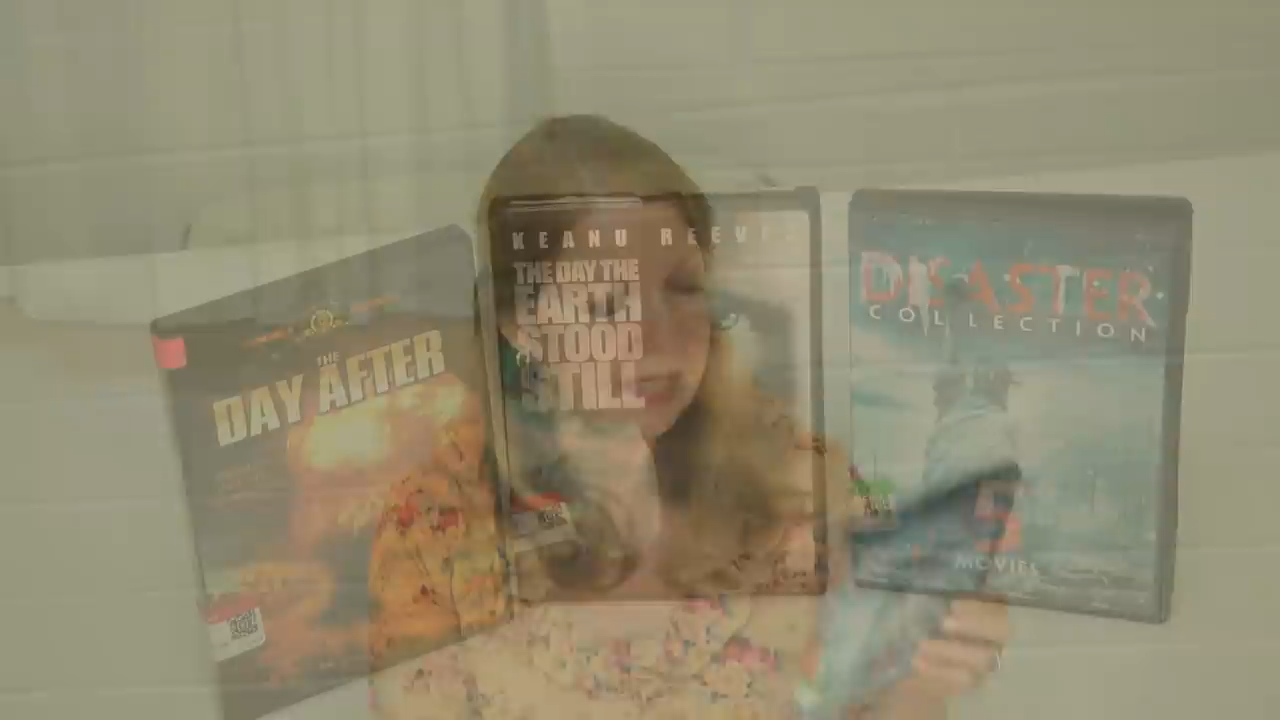 THE
DAY AFTER
KEANU REEVES
THE DAY THE
EARTH
STOOD
STILL
DISASTER
COLLECTION
MOVIES